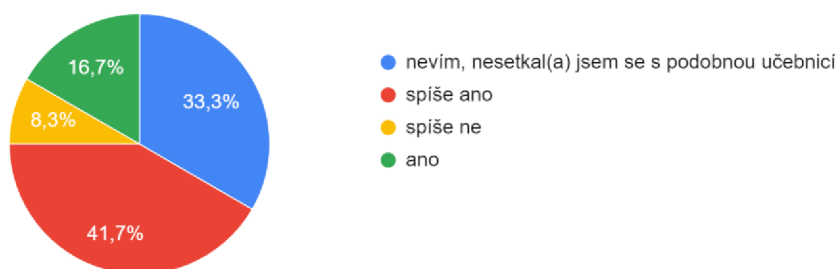 16,7%
33,3%
8,3%
41,7%
nevím, nesetkal(a) jsem se s podobnou učebnicí
spíše ano
spíše ne
ano